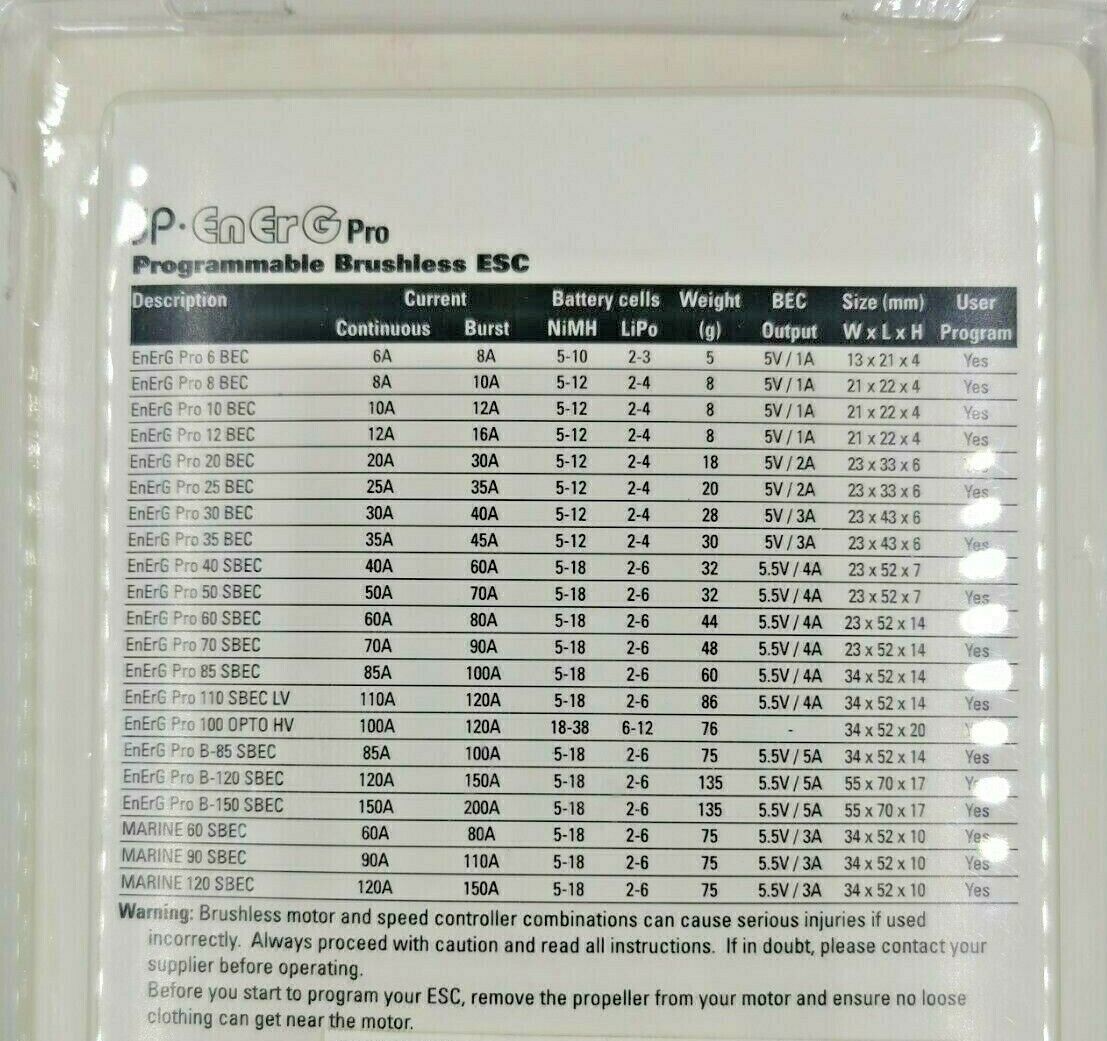 JP·EnErG Pro
Programmable Brushless ESC
Description Current Battery cells Weight BEC Size (mm) User
Continuous Burst NiMH LiPo (g) Output W x L x H Program
EnErG Pro 6 BEC 6A 8A 5-10 2-3 5 5V / 1A 13 x 21 x 4 Yes
EnErG Pro 8 BEC 8A 10A 5-12 2-4 8 5V / 1A 21 x 22 x 4 Yes
EnErG Pro 10 BEC 10A 12A 5-12 2-4 8 5V / 1A 21 x 22 x 4 Yes
EnErG Pro 12 BEC 12A 16A 5-12 2-4 8 5V / 1A 21 x 22 x 4 Yes
EnErG Pro 20 BEC 20A 30A 5-12 2-4 18 5V / 2A 23 x 33 x 6
EnErG Pro 25 BEC 25A 35A 5-12 2-4 20 5V / 2A 23 x 33 x 6 Yes
EnErG Pro 30 BEC 30A 40A 5-12 2-4 28 5V / 3A 23 x 43 x 6
EnErG Pro 35 BEC 35A 45A 5-12 2-4 30 5V / 3A 23 x 43 x 6 Yes
EnErG Pro 40 SBEC 40A 60A 5-18 2-6 32 5.5V / 4A 23 x 52 x 7
EnErG Pro 50 SBEC 50A 70A 5-18 2-6 32 5.5V / 4A 23 x 52 x 7 Yes
EnErG Pro 60 SBEC 60A 80A 5-18 2-6 44 5.5V / 4A 23 x 52 x 14
EnErG Pro 70 SBEC 70A 90A 5-18 2-6 48 5.5V / 4A 23 x 52 x 14 Yes
EnErG Pro 85 SBEC 85A 100A 5-18 2-6 60 5.5V / 4A 34 x 52 x 14
EnErG Pro 110 SBEC LV 110A 120A 5-18 2-6 86 5.5V / 4A 34 x 52 x 14 Yes
EnErG Pro 100 OPTO HV 100A 120A 18-38 6-12 76 - 34 x 52 x 20
EnErG Pro B-85 SBEC 85A 100A 5-18 2-6 75 5.5V / 5A 34 x 52 x 14 Yes
EnErG Pro B-120 SBEC 120A 150A 5-18 2-6 135 5.5V / 5A 55 x 70 x 17
EnErG Pro B-150 SBEC 150A 200A 5-18 2-6 135 5.5V / 5A 55 x 70 x 17 Yes
MARINE 60 SBEC 60A 80A 5-18 2-6 75 5.5V / 3A 34 x 52 x 10 Yes
MARINE 90 SBEC 90A 110A 5-18 2-6 75 5.5V / 3A 34 x 52 x 10 Yes
MARINE 120 SBEC 120A 150A 5-18 2-6 75 5.5V / 3A 34 x 52 x 10 Yes
Warning: Brushless motor and speed controller combinations can cause serious injuries if used
incorrectly. Always proceed with caution and read all instructions. If in doubt, please contact your
supplier before operating.
Before you start to program your ESC, remove the propeller from your motor and ensure no loose
clothing can get near the motor.